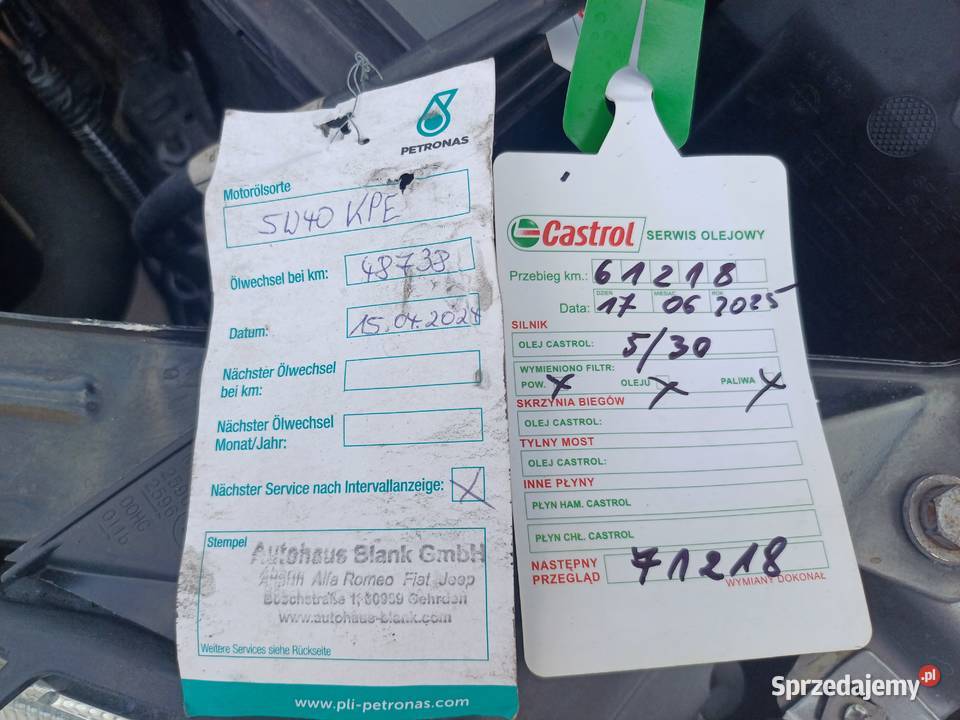 PETRONAS
Motorölsorte
5W40 KPE
Ölwechsel bei km:
48738
Datum:
15.04.2024
Nächster Ölwechsel
bei km:
Nächster Ölwechsel
Monat/Jahr:
Nächster Service nach Intervallanzeige:
X
Stempel
Autohaus Blank GmbH
Abarth Alfa Romeo Fiat Jeep
Boschstraße 1, 30989 Gehrden
www.autohaus-blank.com
Weitere Services siehe Rückseite
www.pli-petronas.com
Castrol SERWIS OLEJOWY
Przebieg km.: 61218
DZIEŃ MIESIĄC ROK
Data: 17 06 2025
SILNIK
OLEJ CASTROL: 5/30
WYMIENIONO FILTR:
POW. X OLEJU X PALIWA X
SKRZYNIA BIEGÓW
OLEJ CASTROL:
TYLNY MOST
OLEJ CASTROL:
INNE PŁYNY
PŁYN HAM. CASTROL
PŁYN CHŁ. CASTROL
NASTĘPNY
PRZEGLĄD
71218
WYMIANY DOKONAŁ
Sprzedajemy.pl